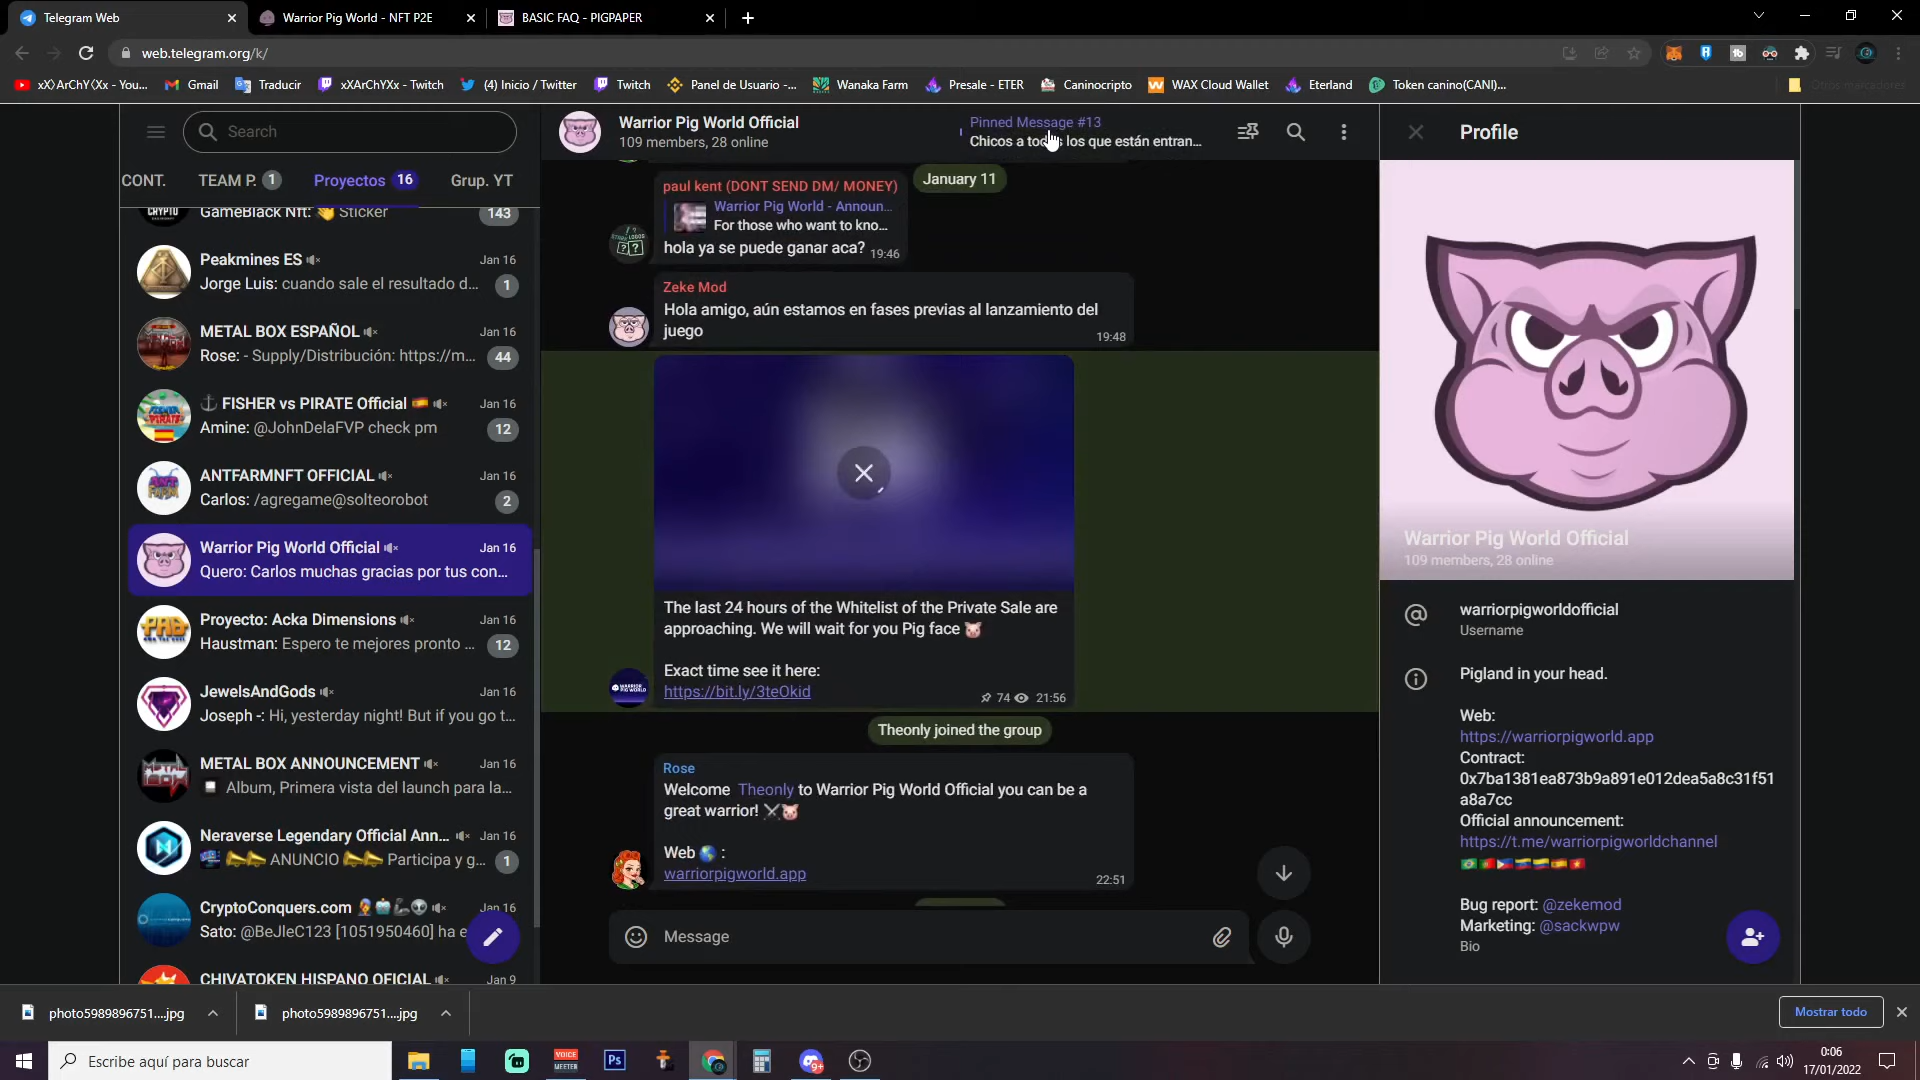 Telegram Web
Warrior Pig World - NFT P2E
BASIC FAQ - PIGPAPER
web.telegram.org/k/
xX)ArChY(Xx - You...
Gmail
Traducir
xXArChYXx - Twitch
(4) Inicio / Twitter
Twitch
Panel de Usuario -...
Wanaka Farm
Presale - ETER
Caninocripto
WAX Cloud Wallet
Eterland
Token canino(CANI)...
Otros marcadores
Search
CONT.
TEAM P. 1
Proyectos 16
Grup. YT
GameBlack Nft: 👋 Sticker
143
Peakmines ES
Jan 16
Jorge Luis: cuando sale el resultado d...
1
METAL BOX ESPAÑOL
Jan 16
Rose: - Supply/Distribución: https://m...
44
⚓ FISHER vs PIRATE Official 🇪🇸
Jan 16
Amine: @JohnDelaFVP check pm
12
ANTFARMNFT OFFICIAL
Jan 16
Carlos: /agregame@solteorobot
2
Warrior Pig World Official
Jan 16
Quero: Carlos muchas gracias por tus con...
Proyecto: Acka Dimensions
Jan 16
Haustman: Espero te mejores pronto ...
12
JewelsAndGods
Jan 16
Joseph -: Hi, yesterday night! But if you go t...
METAL BOX ANNOUNCEMENT
Jan 16
Album, Primera vista del launch para la...
Neraverse Legendary Official Ann...
Jan 16
ANUNCIO Participa y g...
1
CryptoConquers.com
Jan 16
Sato: @BeJleC123 [1051950460] ha e
CHIVATOKEN HISPANO OFICIAL
Jan 9
Warrior Pig World Official
109 members, 28 online
Pinned Message #13
Chicos a todos los que están entran...
January 11
paul kent (DONT SEND DM/ MONEY)
Warrior Pig World - Announ...
For those who want to kno...
hola ya se puede ganar aca? 19:46
Zeke Mod
Hola amigo, aún estamos en fases previas al lanzamiento del
juego
19:48
The last 24 hours of the Whitelist of the Private Sale are
approaching. We will wait for you Pig face 🐷
Exact time see it here:
https://bit.ly/3teOkid
74 21:56
Theonly joined the group
Rose
Welcome Theonly to Warrior Pig World Official you can be a
great warrior! ⚔🐷
Web 🌎 :
warriorpigworld.app
22:51
Message
Profile
Warrior Pig World Official
109 members, 28 online
warriorpigworldofficial
Username
Pigland in your head.
Web:
https://warriorpigworld.app
Contract:
0x7ba1381ea873b9a891e012dea5a8c31f51
a8a7cc
Official announcement:
https://t.me/warriorpigworldchannel
🇧🇷🇵🇹🇵🇭🇻🇪🇨🇴🇪🇸🇻🇳
Bug report: @zekemod
Marketing: @sackwpw
Bio
photo5989896751....jpg
photo5989896751....jpg
Mostrar todo
Escribe aquí para buscar
VOICE
MEETER
Ps
9+
0:06
17/01/2022